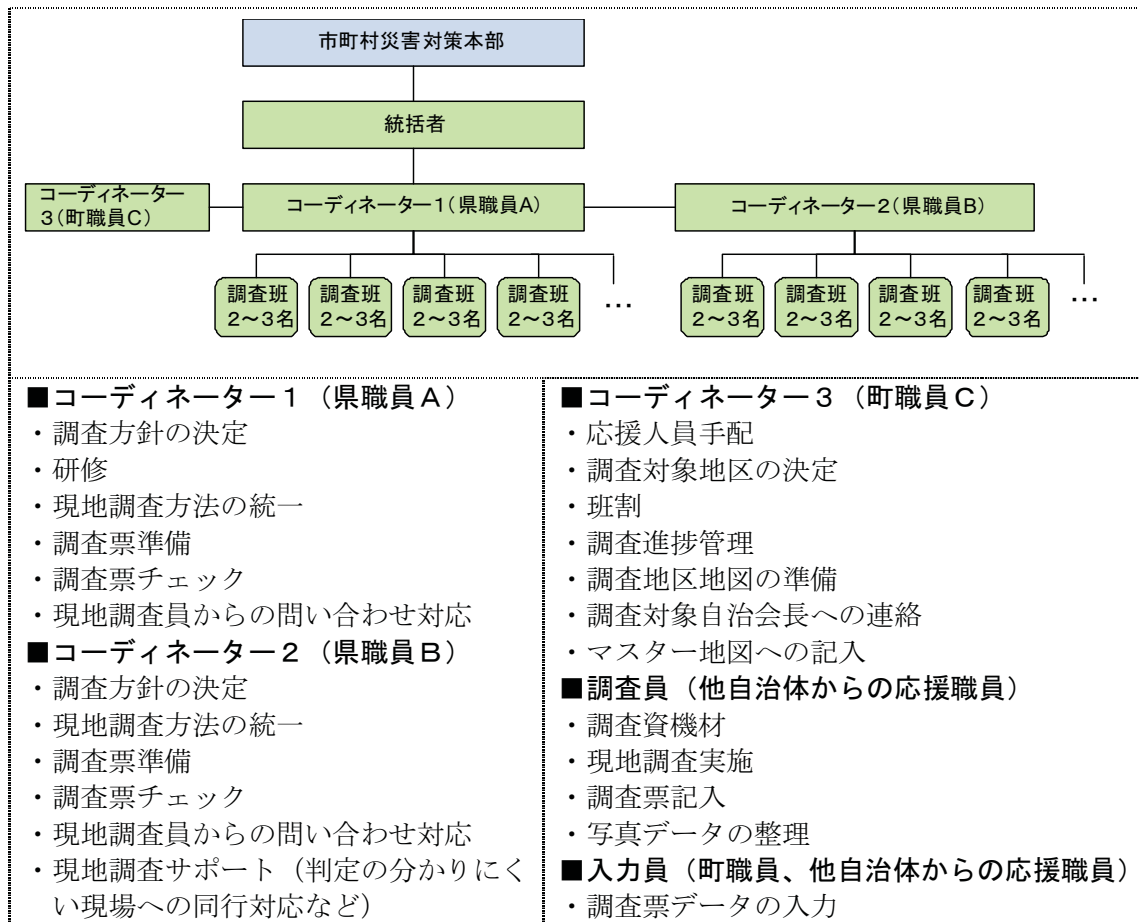 市町村災害対策本部
統括者
コーディネーター
3(町職員C)
コーディネーター1(県職員A)
コーディネーター2(県職員B)
調査班
2～3名
調査班
2～3名
調査班
2～3名
調査班
2～3名
…
調査班
2～3名
調査班
2～3名
調査班
2～3名
調査班
2～3名
…
■コーディネーター１（県職員Ａ）
・調査方針の決定
・研修
・現地調査方法の統一
・調査票準備
・調査票チェック
・現地調査員からの問い合わせ対応
■コーディネーター２（県職員Ｂ）
・調査方針の決定
・現地調査方法の統一
・調査票準備
・調査票チェック
・現地調査員からの問い合わせ対応
・現地調査サポート（判定の分かりにく
い現場への同行対応など）
■コーディネーター３（町職員Ｃ）
・応援人員手配
・調査対象地区の決定
・班割
・調査進捗管理
・調査地区地図の準備
・調査対象自治会長への連絡
・マスター地図への記入
■調査員（他自治体からの応援職員）
・調査資機材
・現地調査実施
・調査票記入
・写真データの整理
■入力員（町職員、他自治体からの応援職員）
・調査票データの入力